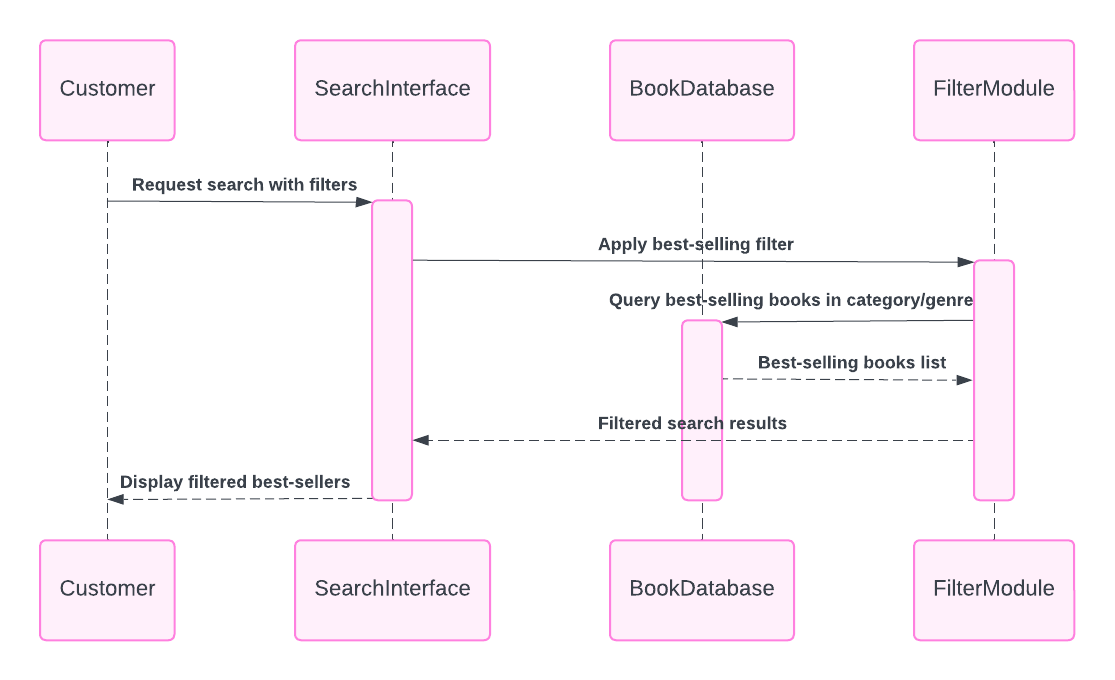 Customer
SearchInterface
BookDatabase
FilterModule
Request search with filters
Apply best-selling filter
Query best-selling books in category/genre
Best-selling books list
Filtered search results
Display filtered best-sellers
Customer
SearchInterface
BookDatabase
FilterModule